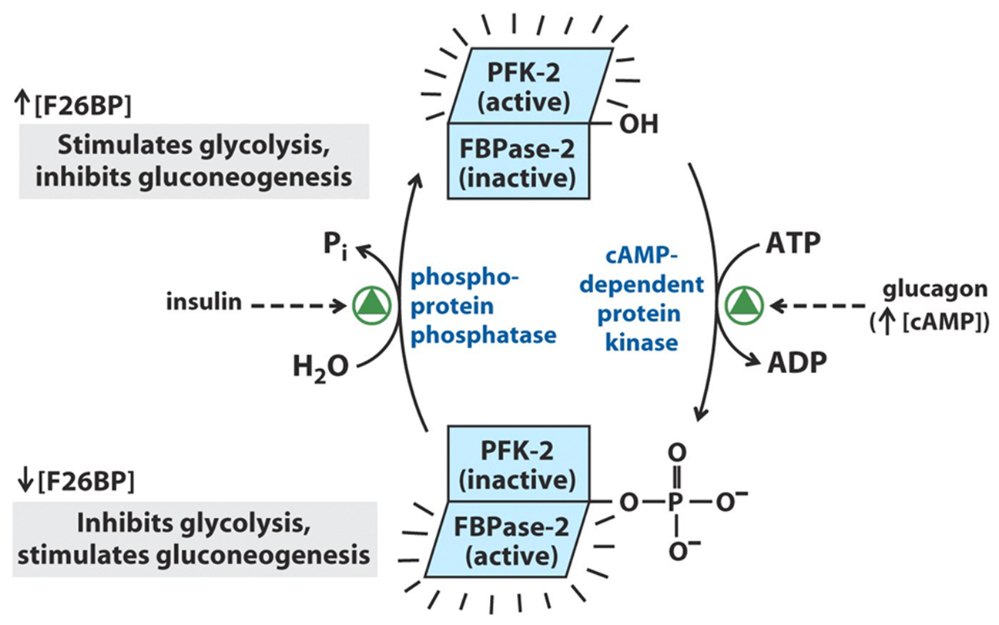 PFK-2
(active)
OH
FBPase-2
(inactive)
↑[F26BP]
Stimulates glycolysis,
inhibits gluconeogenesis
Pi
insulin
H2O
phospho-
protein
phosphatase
cAMP-
dependent
protein
kinase
ATP
glucagon
(↑ [cAMP])
ADP
↓[F26BP]
Inhibits glycolysis,
stimulates gluconeogenesis
PFK-2
(inactive)
FBPase-2
(active)
O
O—P—O−
O−